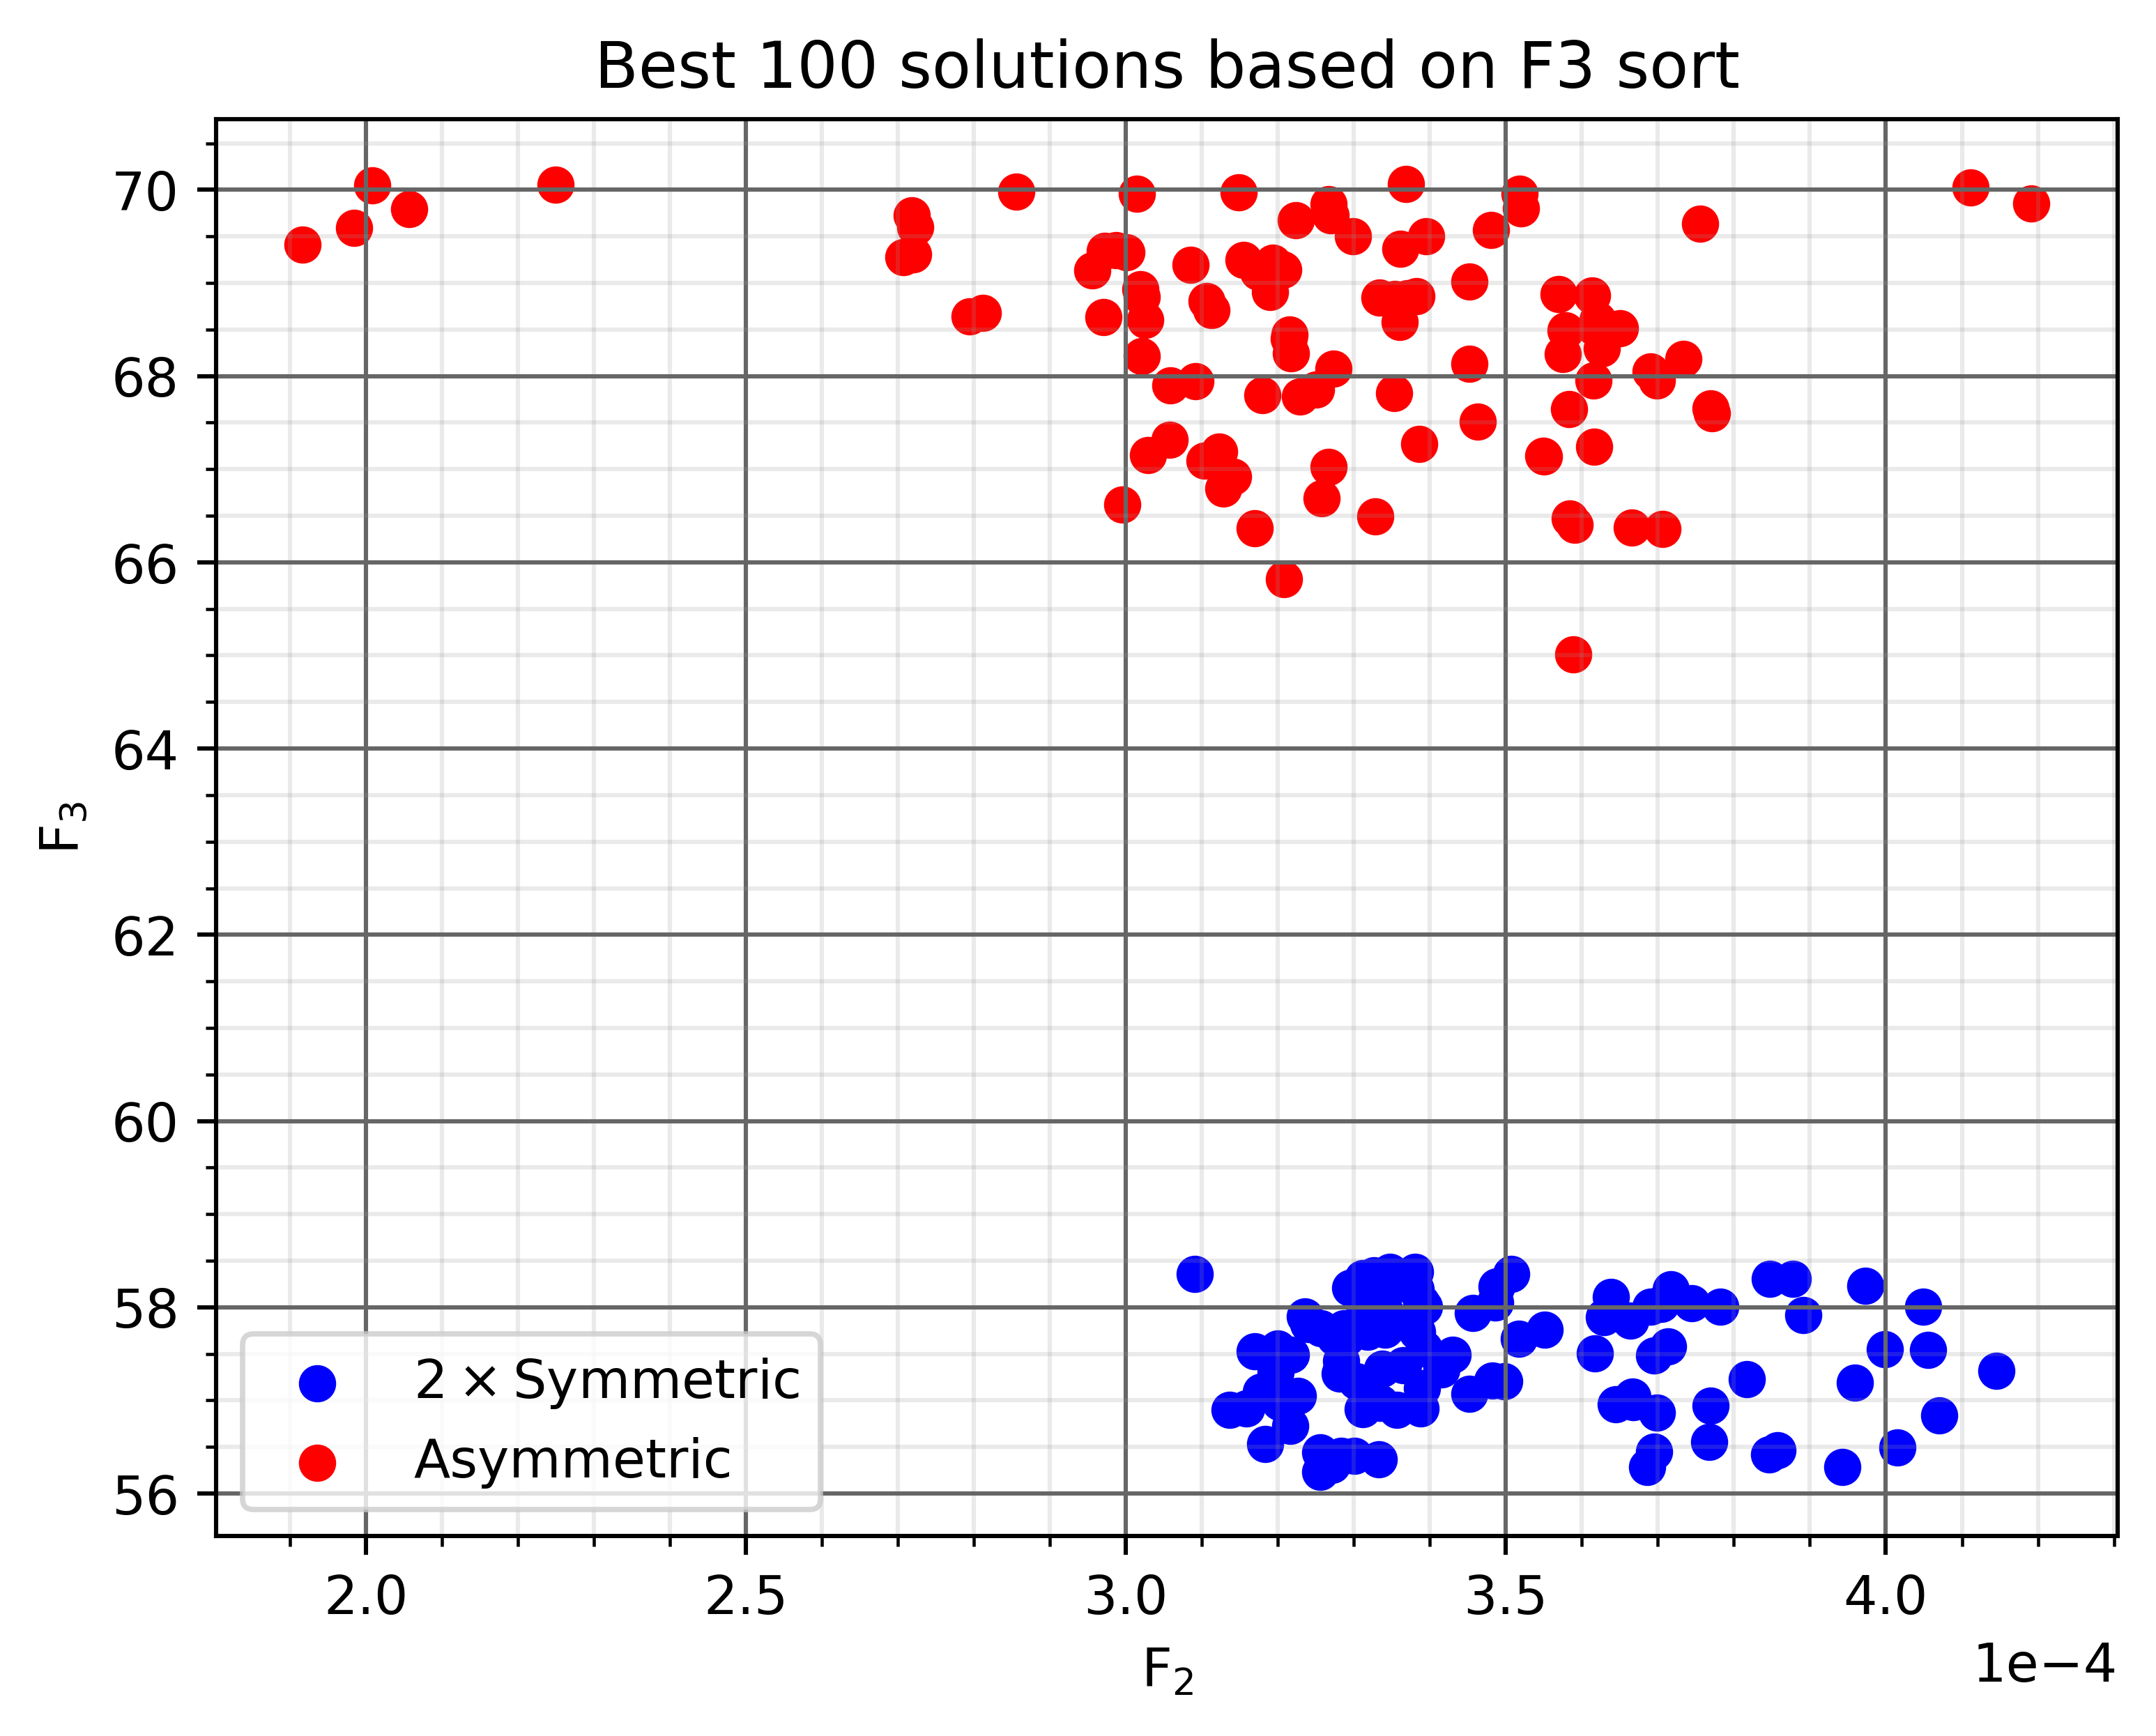 Best 100 solutions based on F3 sort
70
68
66
64
62
60
58
56
F₃
2 × Symmetric
Asymmetric
2.0 2.5 3.0 3.5 4.0
F₂
1e−4